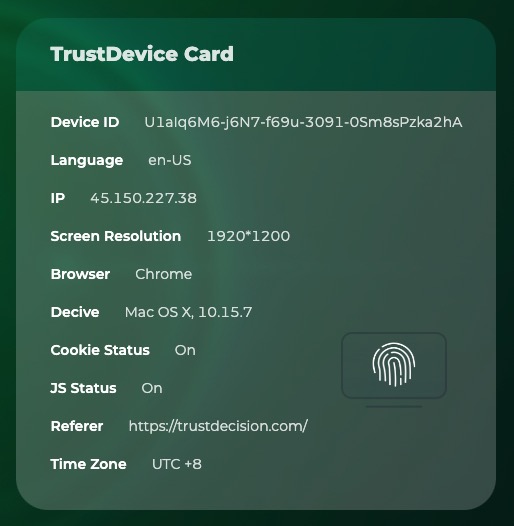 TrustDevice Card
Device ID U1aIq6M6-j6N7-f69u-3091-0Sm8sPzka2hA
Language en-US
IP 45.150.227.38
Screen Resolution 1920*1200
Browser Chrome
Decive Mac OS X, 10.15.7
Cookie Status On
JS Status On
Referer https://trustdecision.com/
Time Zone UTC +8